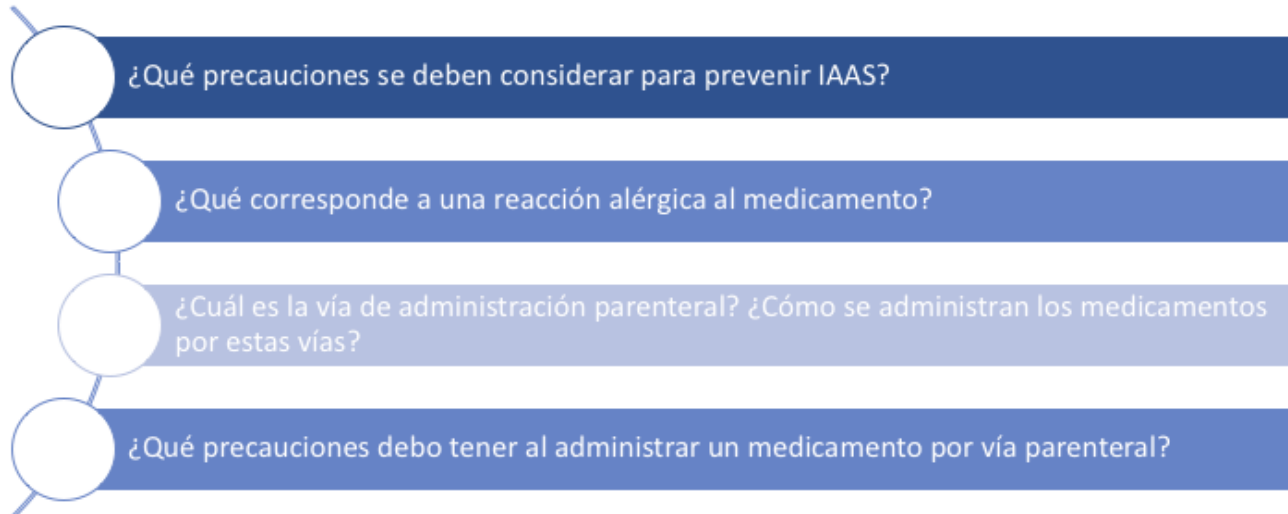 ¿Qué precauciones se deben considerar para prevenir IAAS?
¿Qué corresponde a una reacción alérgica al medicamento?
¿Cuál es la vía de administración parenteral? ¿Cómo se administran los medicamentos
por estas vías?
¿Qué precauciones debo tener al administrar un medicamento por vía parenteral?